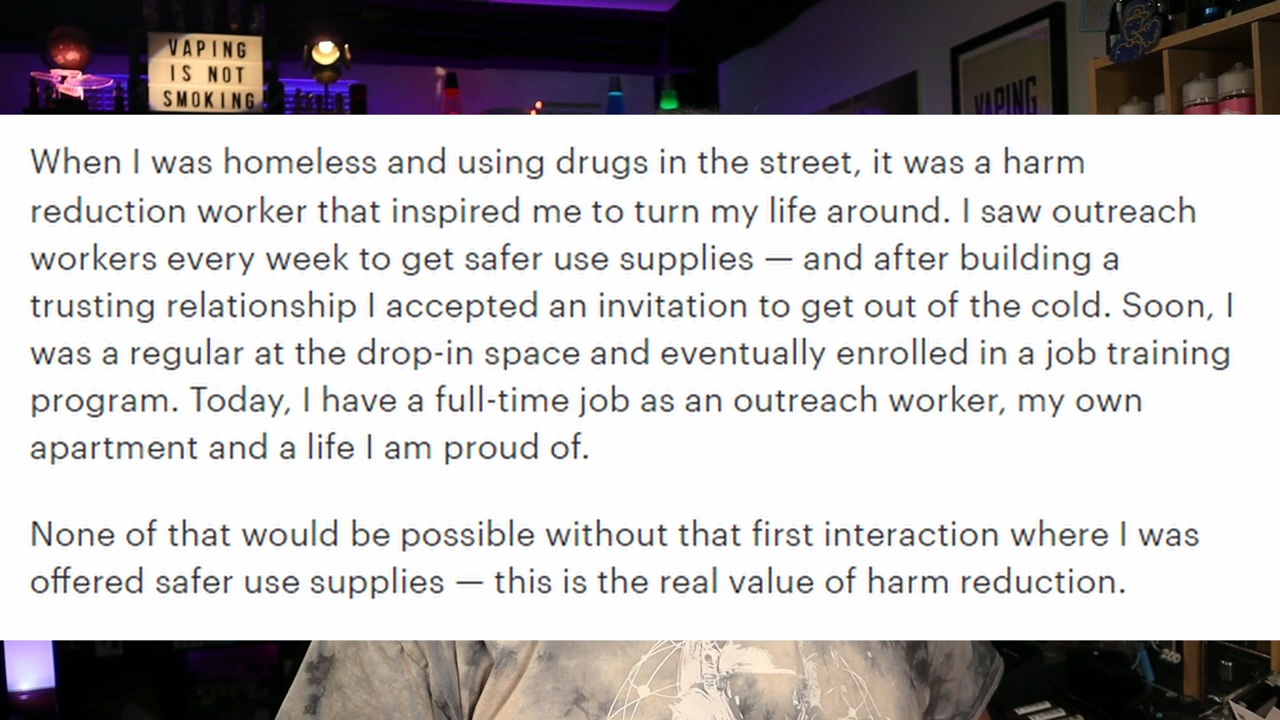 VAPING
IS NOT
SMOKING
VAPING
When I was homeless and using drugs in the street, it was a harm
reduction worker that inspired me to turn my life around. I saw outreach
workers every week to get safer use supplies — and after building a
trusting relationship I accepted an invitation to get out of the cold. Soon, I
was a regular at the drop-in space and eventually enrolled in a job training
program. Today, I have a full-time job as an outreach worker, my own
apartment and a life I am proud of.
None of that would be possible without that first interaction where I was
offered safer use supplies — this is the real value of harm reduction.
200